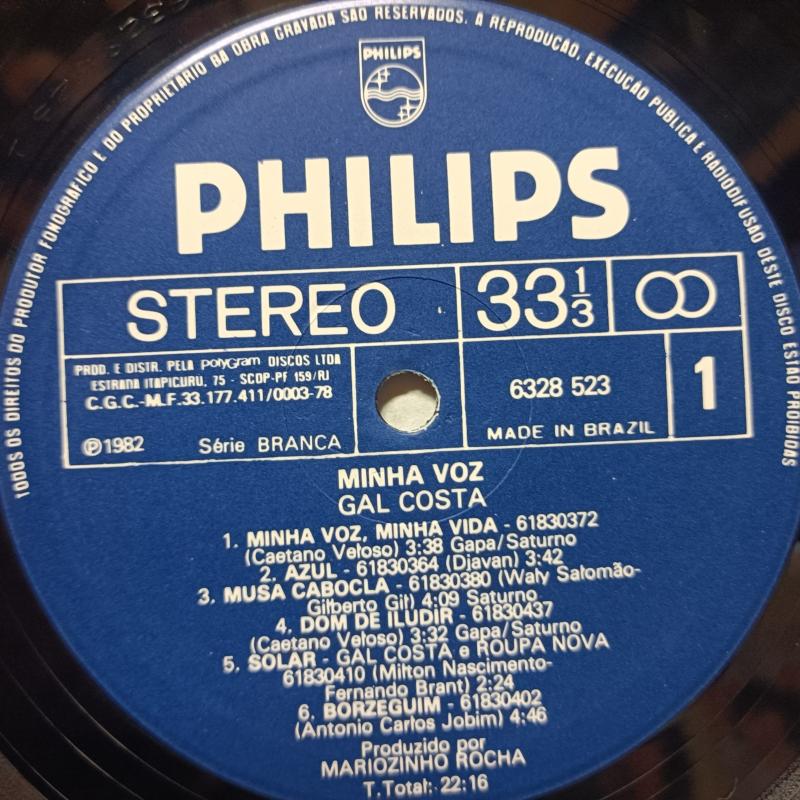 TODOS OS DIREITOS DO PRODUTOR FONOGRÁFICO E DO PROPRIETÁRIO DA OBRA GRAVADA SÃO RESERVADOS. A REPRODUÇÃO, EXECUÇÃO PÚBLICA E RADIODIFUSÃO DESTE DISCO ESTÃO PROIBIDAS
PHILIPS
PHILIPS
STEREO
33 1/3
PROD. E DISTR. PELA PolyGram DISCOS LTDA
ESTRADA ITAPICURU, 75 - SCDP-PF 159/RJ
C.G.C.-M.F.33.177.411/0003-78
℗1982 Série BRANCA
6328 523
MADE IN BRAZIL
1
MINHA VOZ
GAL COSTA
1. MINHA VOZ, MINHA VIDA - 61830372
(Caetano Veloso) 3:38 Gapa/Saturno
2. AZUL - 61830364 (Djavan) 3:42
3. MUSA CABOCLA - 61830380 (Waly Salomão-
Gilberto Gil) 4:09 Saturno
4. DOM DE ILUDIR - 61830437
(Caetano Veloso) 3:32 Gapa/Saturno
5. SOLAR - GAL COSTA e ROUPA NOVA
61830410 (Milton Nascimento-
Fernando Brant) 2:24
6. BORZEGUIM - 61830402
(Antonio Carlos Jobim) 4:46
Produzido por
MARIOZINHO ROCHA
T.Total: 22:16